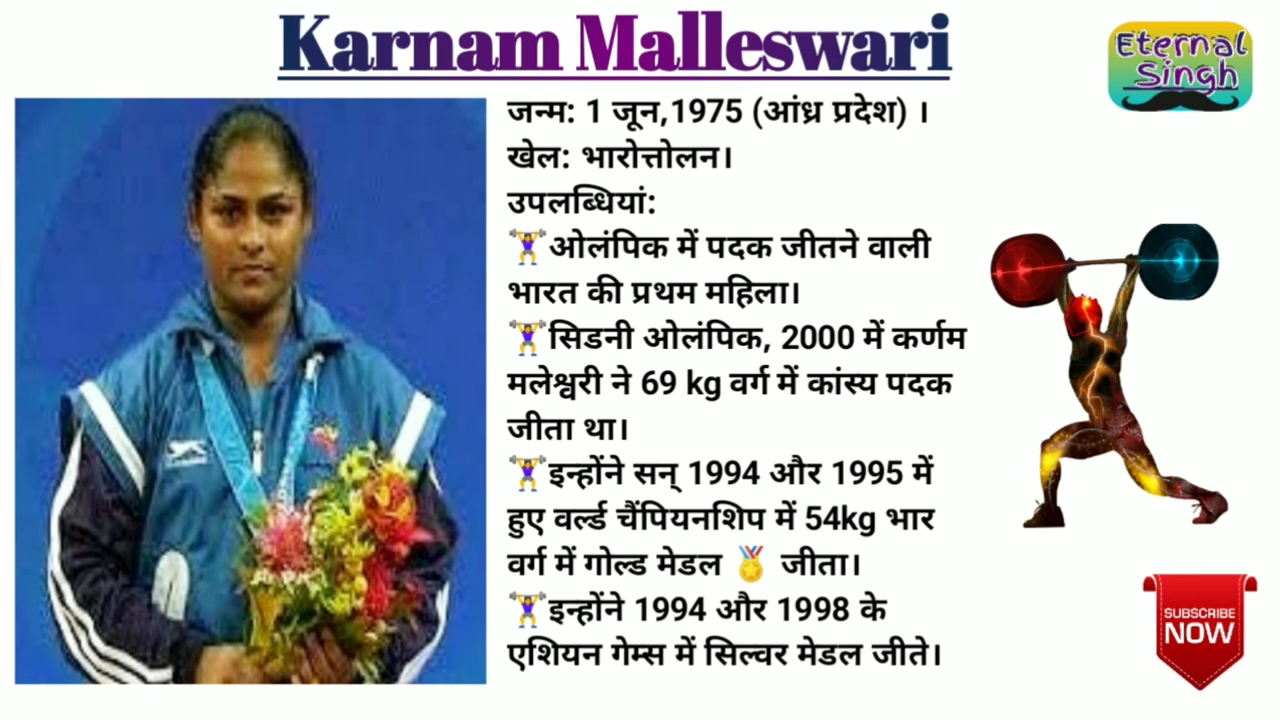 Karnam Malleswari
Eternal
Singh
जन्म: 1 जून,1975 (आंध्र प्रदेश) ।
खेल: भारोत्तोलन।
उपलब्धियां:
🏋️‍♀️ओलंपिक में पदक जीतने वाली
भारत की प्रथम महिला।
🏋️‍♀️सिडनी ओलंपिक, 2000 में कर्णम
मलेश्वरी ने 69 kg वर्ग में कांस्य पदक
जीता था।
🏋️‍♀️इन्होंने सन् 1994 और 1995 में
हुए वर्ल्ड चैंपियनशिप में 54kg भार
वर्ग में गोल्ड मेडल 🏅 जीता।
🏋️‍♀️इन्होंने 1994 और 1998 के
एशियन गेम्स में सिल्वर मेडल जीते।
SUBSCRIBE
NOW